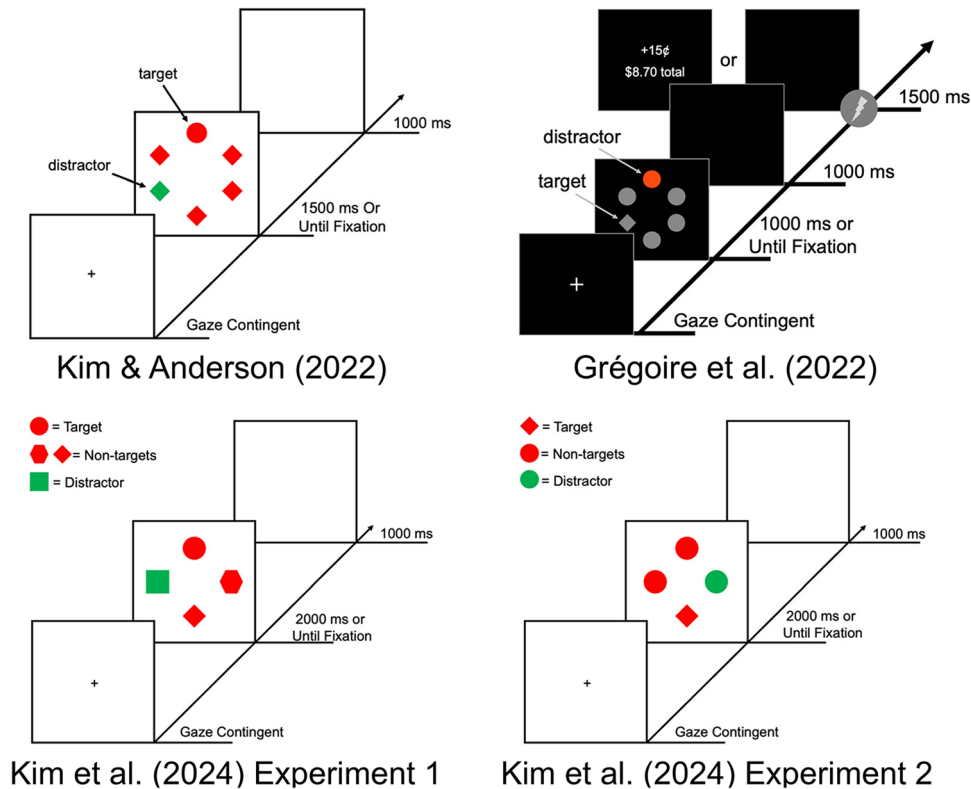 target
distractor
1000 ms
1500 ms Or
Until Fixation
+
Gaze Contingent
Kim & Anderson (2022)
+15¢
$8.70 total
or
1500 ms
distractor
target
1000 ms
1000 ms or
Until Fixation
+
Gaze Contingent
Grégoire et al. (2022)
= Target
= Non-targets
= Distractor
1000 ms
2000 ms or
Until Fixation
+
Gaze Contingent
Kim et al. (2024) Experiment 1
= Target
= Non-targets
= Distractor
1000 ms
2000 ms or
Until Fixation
+
Gaze Contingent
Kim et al. (2024) Experiment 2